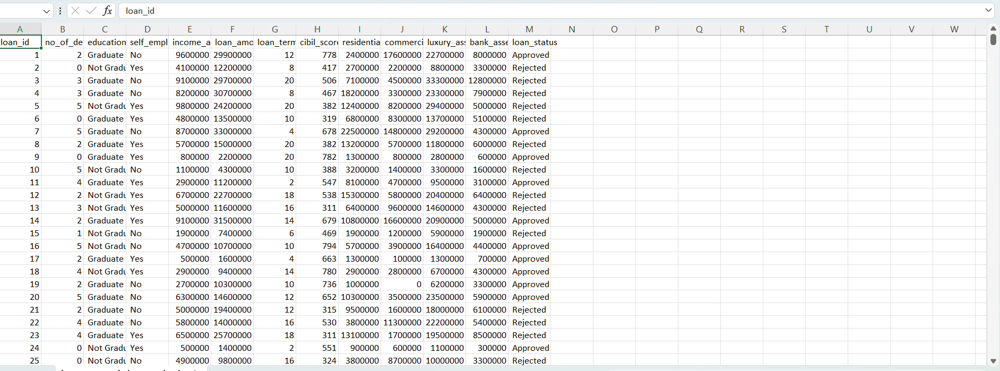 fx loan_id
A B C D E F G H I J K L M N O P Q R S T U V W
loan_id no_of_de education self_empl income_a loan_amo loan_term cibil_score residentia commerci luxury_ass bank_asse loan_status
1 2 Graduate No 9600000 29900000 12 778 2400000 17600000 22700000 8000000 Approved
2 0 Not Gradu Yes 4100000 12200000 8 417 2700000 2200000 8800000 3300000 Rejected
3 3 Graduate No 9100000 29700000 20 506 7100000 4500000 33300000 12800000 Rejected
4 3 Graduate No 8200000 30700000 8 467 18200000 3300000 23300000 7900000 Rejected
5 5 Not Gradu Yes 9800000 24200000 20 382 12400000 8200000 29400000 5000000 Rejected
6 0 Graduate Yes 4800000 13500000 10 319 6800000 8300000 13700000 5100000 Rejected
7 5 Graduate No 8700000 33000000 4 678 22500000 14800000 29200000 4300000 Approved
8 2 Graduate Yes 5700000 15000000 20 382 13200000 5700000 11800000 6000000 Rejected
9 0 Graduate Yes 800000 2200000 20 782 1300000 800000 2800000 600000 Approved
10 5 Not Gradu No 1100000 4300000 10 388 3200000 1400000 3300000 1600000 Rejected
11 4 Graduate Yes 2900000 11200000 2 547 8100000 4700000 9500000 3100000 Approved
12 2 Not Gradu Yes 6700000 22700000 18 538 15300000 5800000 20400000 6400000 Rejected
13 3 Not Gradu Yes 5000000 11600000 16 311 6400000 9600000 14600000 4300000 Rejected
14 2 Graduate Yes 9100000 31500000 14 679 10800000 16600000 20900000 5000000 Approved
15 1 Not Gradu No 1900000 7400000 6 469 1900000 1200000 5900000 1900000 Rejected
16 5 Not Gradu No 4700000 10700000 10 794 5700000 3900000 16400000 4400000 Approved
17 2 Graduate Yes 500000 1600000 4 663 1300000 100000 1300000 700000 Approved
18 4 Not Gradu Yes 2900000 9400000 14 780 2900000 2800000 6700000 4300000 Approved
19 2 Graduate No 2700000 10300000 10 736 1000000 0 6200000 3300000 Approved
20 5 Graduate No 6300000 14600000 12 652 10300000 3500000 23500000 5900000 Approved
21 2 Graduate No 5000000 19400000 12 315 9500000 1600000 18000000 6100000 Rejected
22 4 Graduate No 5800000 14000000 16 530 3800000 11300000 22200000 5400000 Rejected
23 4 Graduate Yes 6500000 25700000 18 311 13100000 1700000 19500000 8500000 Rejected
24 0 Not Gradu Yes 500000 1400000 2 551 900000 600000 1100000 300000 Approved
25 0 Not Gradu No 4900000 9800000 16 324 3800000 8700000 10000000 3300000 Rejected